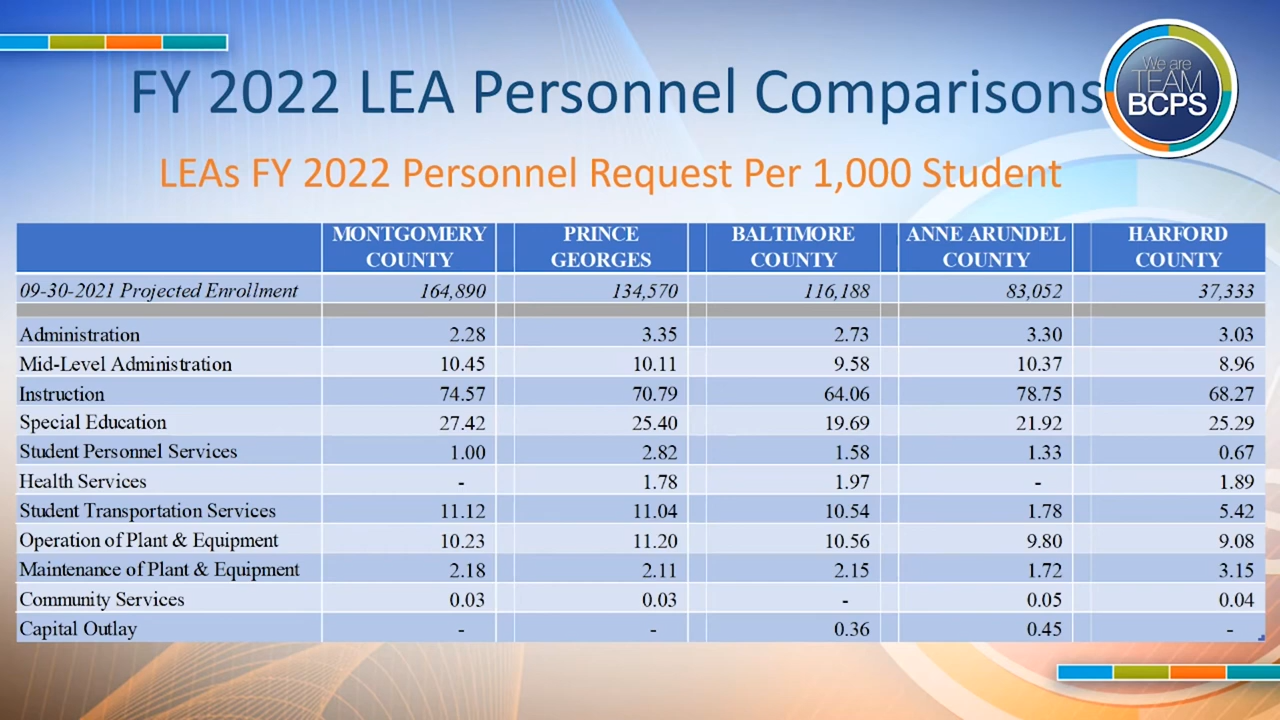 We are
TEAM
BCPS
FY 2022 LEA Personnel Comparisons
LEAs FY 2022 Personnel Request Per 1,000 Student
MONTGOMERY COUNTY PRINCE GEORGES BALTIMORE COUNTY ANNE ARUNDEL COUNTY HARFORD COUNTY
09-30-2021 Projected Enrollment 164,890 134,570 116,188 83,052 37,333
Administration 2.28 3.35 2.73 3.30 3.03
Mid-Level Administration 10.45 10.11 9.58 10.37 8.96
Instruction 74.57 70.79 64.06 78.75 68.27
Special Education 27.42 25.40 19.69 21.92 25.29
Student Personnel Services 1.00 2.82 1.58 1.33 0.67
Health Services - 1.78 1.97 - 1.89
Student Transportation Services 11.12 11.04 10.54 1.78 5.42
Operation of Plant & Equipment 10.23 11.20 10.56 9.80 9.08
Maintenance of Plant & Equipment 2.18 2.11 2.15 1.72 3.15
Community Services 0.03 0.03 - 0.05 0.04
Capital Outlay - - 0.36 0.45 -